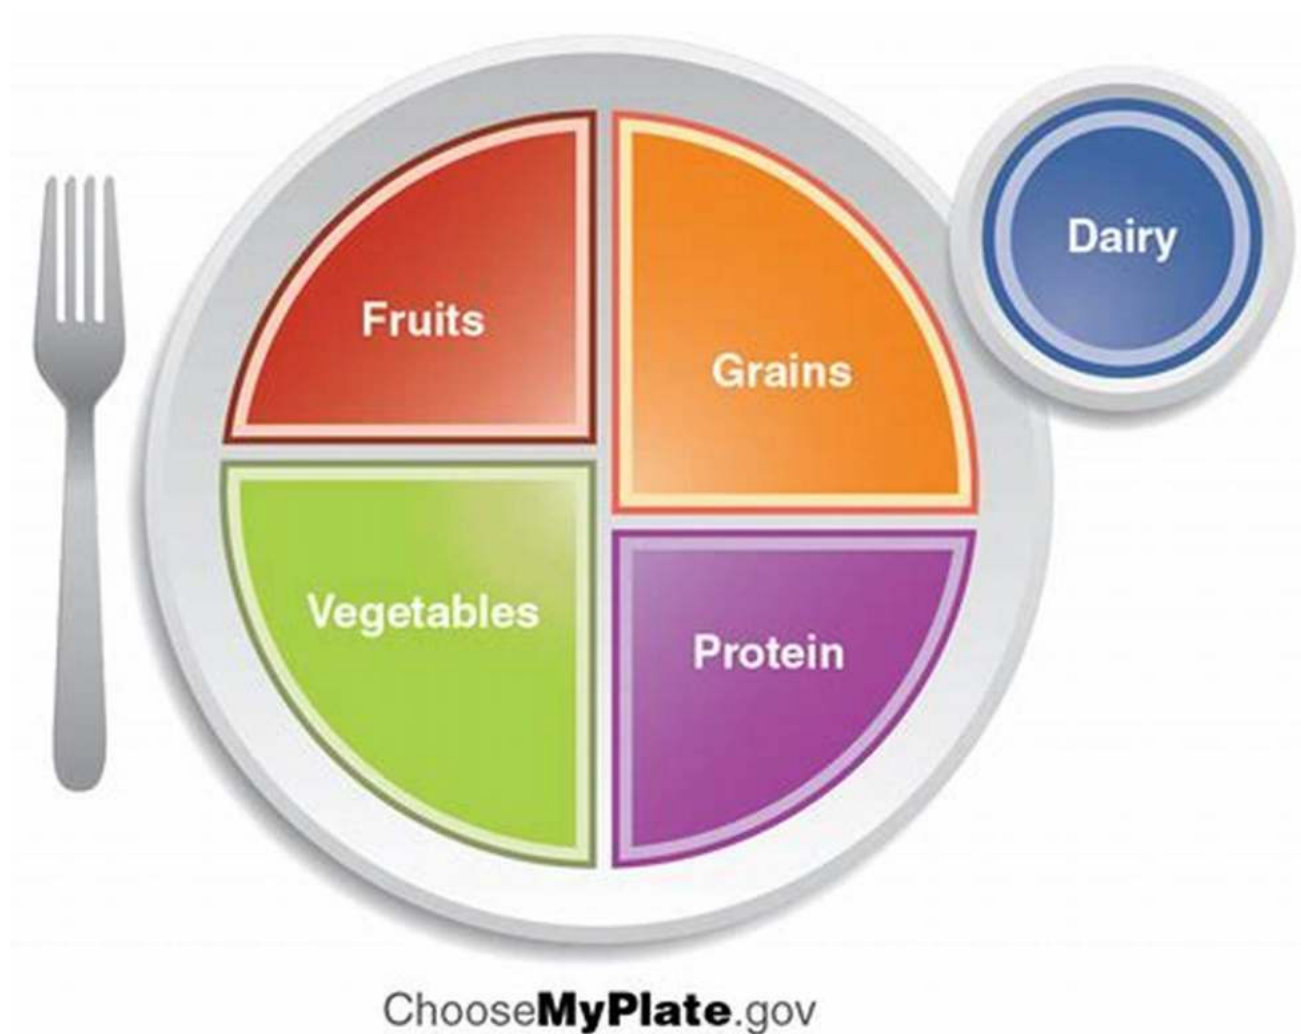 Dairy
Fruits
Grains
Vegetables
Protein
ChooseMyPlate.gov